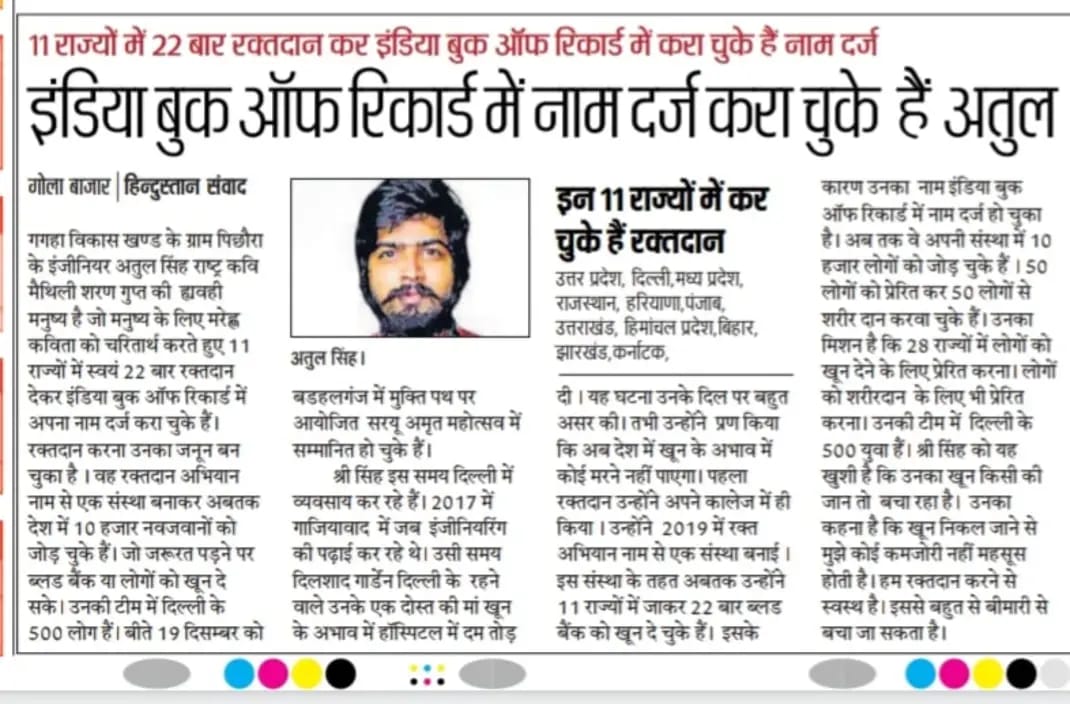 11 राज्यों में 22 बार रक्तदान कर इंडिया बुक ऑफ रिकार्ड में करा चुके हैं नाम दर्ज
इंडिया बुक ऑफ रिकार्ड में नाम दर्ज करा चुके हैं अतुल
गोला बाजार | हिन्दुस्तान संवाद
गगहा विकास खण्ड के ग्राम पिछौरा
के इंजीनियर अतुल सिंह राष्ट्र कवि
मैथिली शरण गुप्त की ह्यवही
मनुष्य है जो मनुष्य के लिए मरेह्ल
कविता को चरितार्थ करते हुए 11
राज्यों में स्वयं 22 बार रक्तदान
देकर इंडिया बुक ऑफ रिकार्ड में
अपना नाम दर्ज करा चुके हैं।
रक्तदान करना उनका जनून बन
चुका है । वह रक्तदान अभियान
नाम से एक संस्था बनाकर अबतक
देश में 10 हजार नवजवानों को
जोड़ चुके हैं। जो जरूरत पड़ने पर
ब्लड बैंक या लोगों को खून दे
सके। उनकी टीम में दिल्ली के
500 लोग हैं। बीते 19 दिसम्बर को
अतुल सिंह।
बडहलगंज में मुक्ति पथ पर
आयोजित सरयू अमृत महोत्सव में
सम्मानित हो चुके हैं।
श्री सिंह इस समय दिल्ली में
व्यवसाय कर रहे हैं। 2017 में
गाजियावाद में जब इंजीनियरिंग
की पढ़ाई कर रहे थे। उसी समय
दिलशाद गार्डेन दिल्ली के रहने
वाले उनके एक दोस्त की मां खून
के अभाव में हॉस्पिटल में दम तोड़
इन 11 राज्यों में कर
चुके हैं रक्तदान
उत्तर प्रदेश, दिल्ली,मध्य प्रदेश,
राजस्थान, हरियाणा,पंजाब,
उत्तराखंड, हिमांचल प्रदेश,बिहार,
झारखंड,कर्नाटक,
दी । यह घटना उनके दिल पर बहुत
असर की। तभी उन्होंने प्रण किया
कि अब देश में खून के अभाव में
कोई मरने नहीं पाएगा। पहला
रक्तदान उन्होंने अपने कालेज में ही
किया । उन्होंने 2019 में रक्त
अभियान नाम से एक संस्था बनाई ।
इस संस्था के तहत अबतक उन्होंने
11 राज्यों में जाकर 22 बार ब्लड
बैंक को खून दे चुके हैं। इसके
कारण उनका नाम इंडिया बुक
ऑफ रिकार्ड में नाम दर्ज हो चुका
है। अब तक वे अपनी संस्था में 10
हजार लोगों को जोड़ चुके हैं । 50
लोगों को प्रेरित कर 50 लोगों से
शरीर दान करवा चुके हैं। उनका
मिशन है कि 28 राज्यों में लोगों को
खून देने के लिए प्रेरित करना। लोगों
को शरीरदान के लिए भी प्रेरित
करना। उनकी टीम में दिल्ली के
500 युवा हैं। श्री सिंह को यह
खुशी है कि उनका खून किसी की
जान तो बचा रहा है। उनका
कहना है कि खून निकल जाने से
मुझे कोई कमजोरी नहीं महसूस
होती है। हम रक्तदान करने से
स्वस्थ है। इससे बहुत से बीमारी से
बचा जा सकता है।